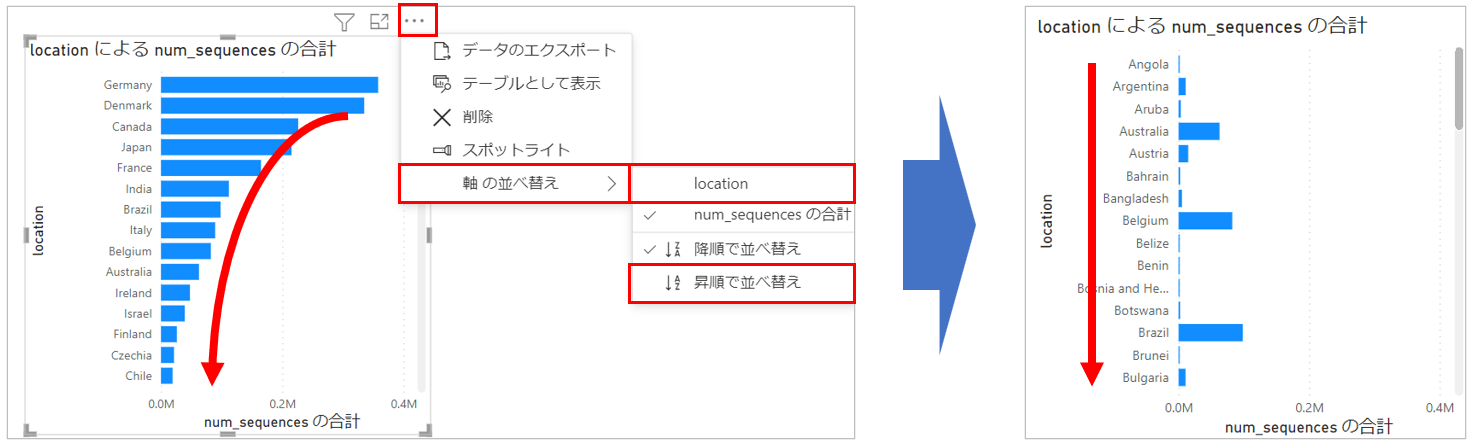 location による num_sequences の合計
location
Germany
Denmark
Canada
Japan
France
India
Brazil
Italy
Belgium
Australia
Ireland
Israel
Finland
Czechia
Chile
0.0M 0.2M 0.4M
num_sequences の合計
データのエクスポート
テーブルとして表示
削除
スポットライト
軸 の並べ替え
location
num_sequences の合計
降順で並べ替え
昇順で並べ替え
location による num_sequences の合計
location
Angola
Argentina
Aruba
Australia
Austria
Bahrain
Bangladesh
Belgium
Belize
Benin
Bosnia and He...
Botswana
Brazil
Brunei
Bulgaria
0.0M 0.2M 0.4M
num_sequences の合計